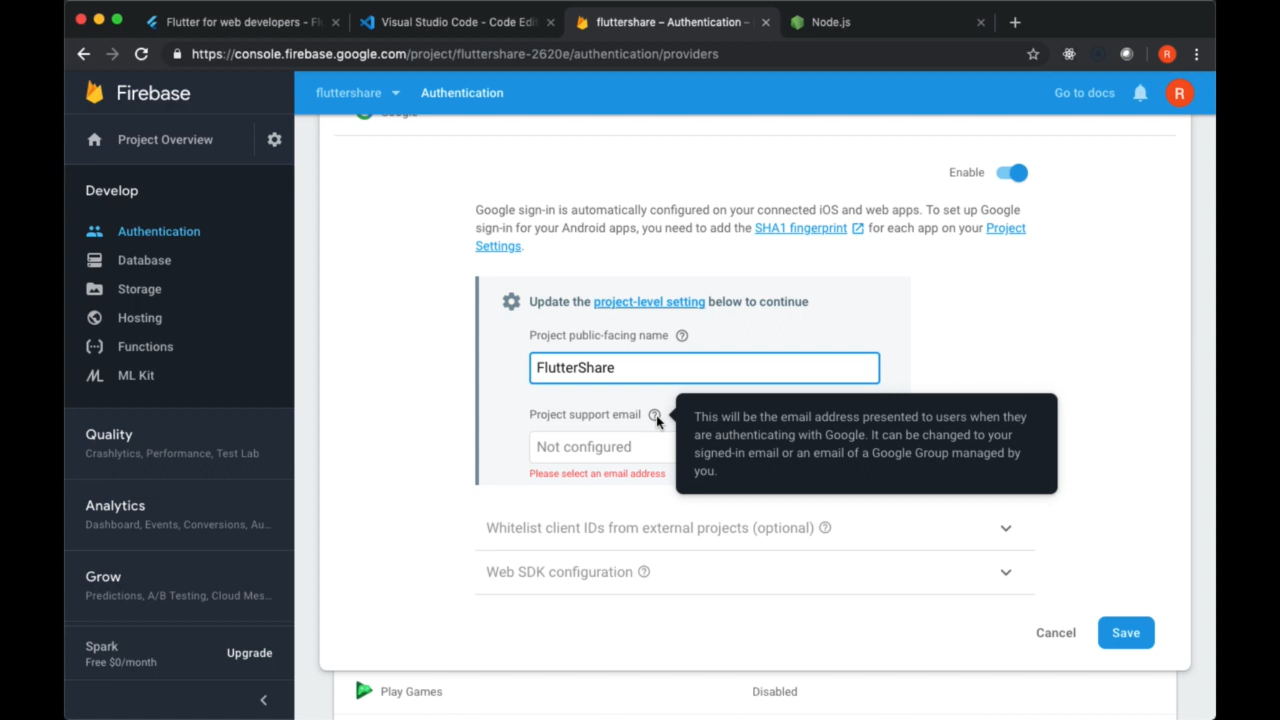 Flutter for web developers - Fl
Visual Studio Code - Code Edit
fluttershare – Authentication –
Node.js
https://console.firebase.google.com/project/fluttershare-2620e/authentication/providers
R
Firebase
fluttershare
Authentication
Go to docs
R
Project Overview
Google
Enable
Develop
Authentication
Database
Storage
Hosting
Functions
ML Kit
Google sign-in is automatically configured on your connected iOS and web apps. To set up Google
sign-in for your Android apps, you need to add the SHA1 fingerprint for each app on your Project
Settings.
Update the project-level setting below to continue
Project public-facing name
FlutterShare
Project support email
Not configured
Please select an email address
This will be the email address presented to users when they
are authenticating with Google. It can be changed to your
signed-in email or an email of a Google Group managed by
you.
Quality
Crashlytics, Performance, Test Lab
Analytics
Dashboard, Events, Conversions, Au...
Grow
Predictions, A/B Testing, Cloud Mes...
Whitelist client IDs from external projects (optional)
Web SDK configuration
Cancel
Save
Spark
Free $0/month
Upgrade
Play Games
Disabled